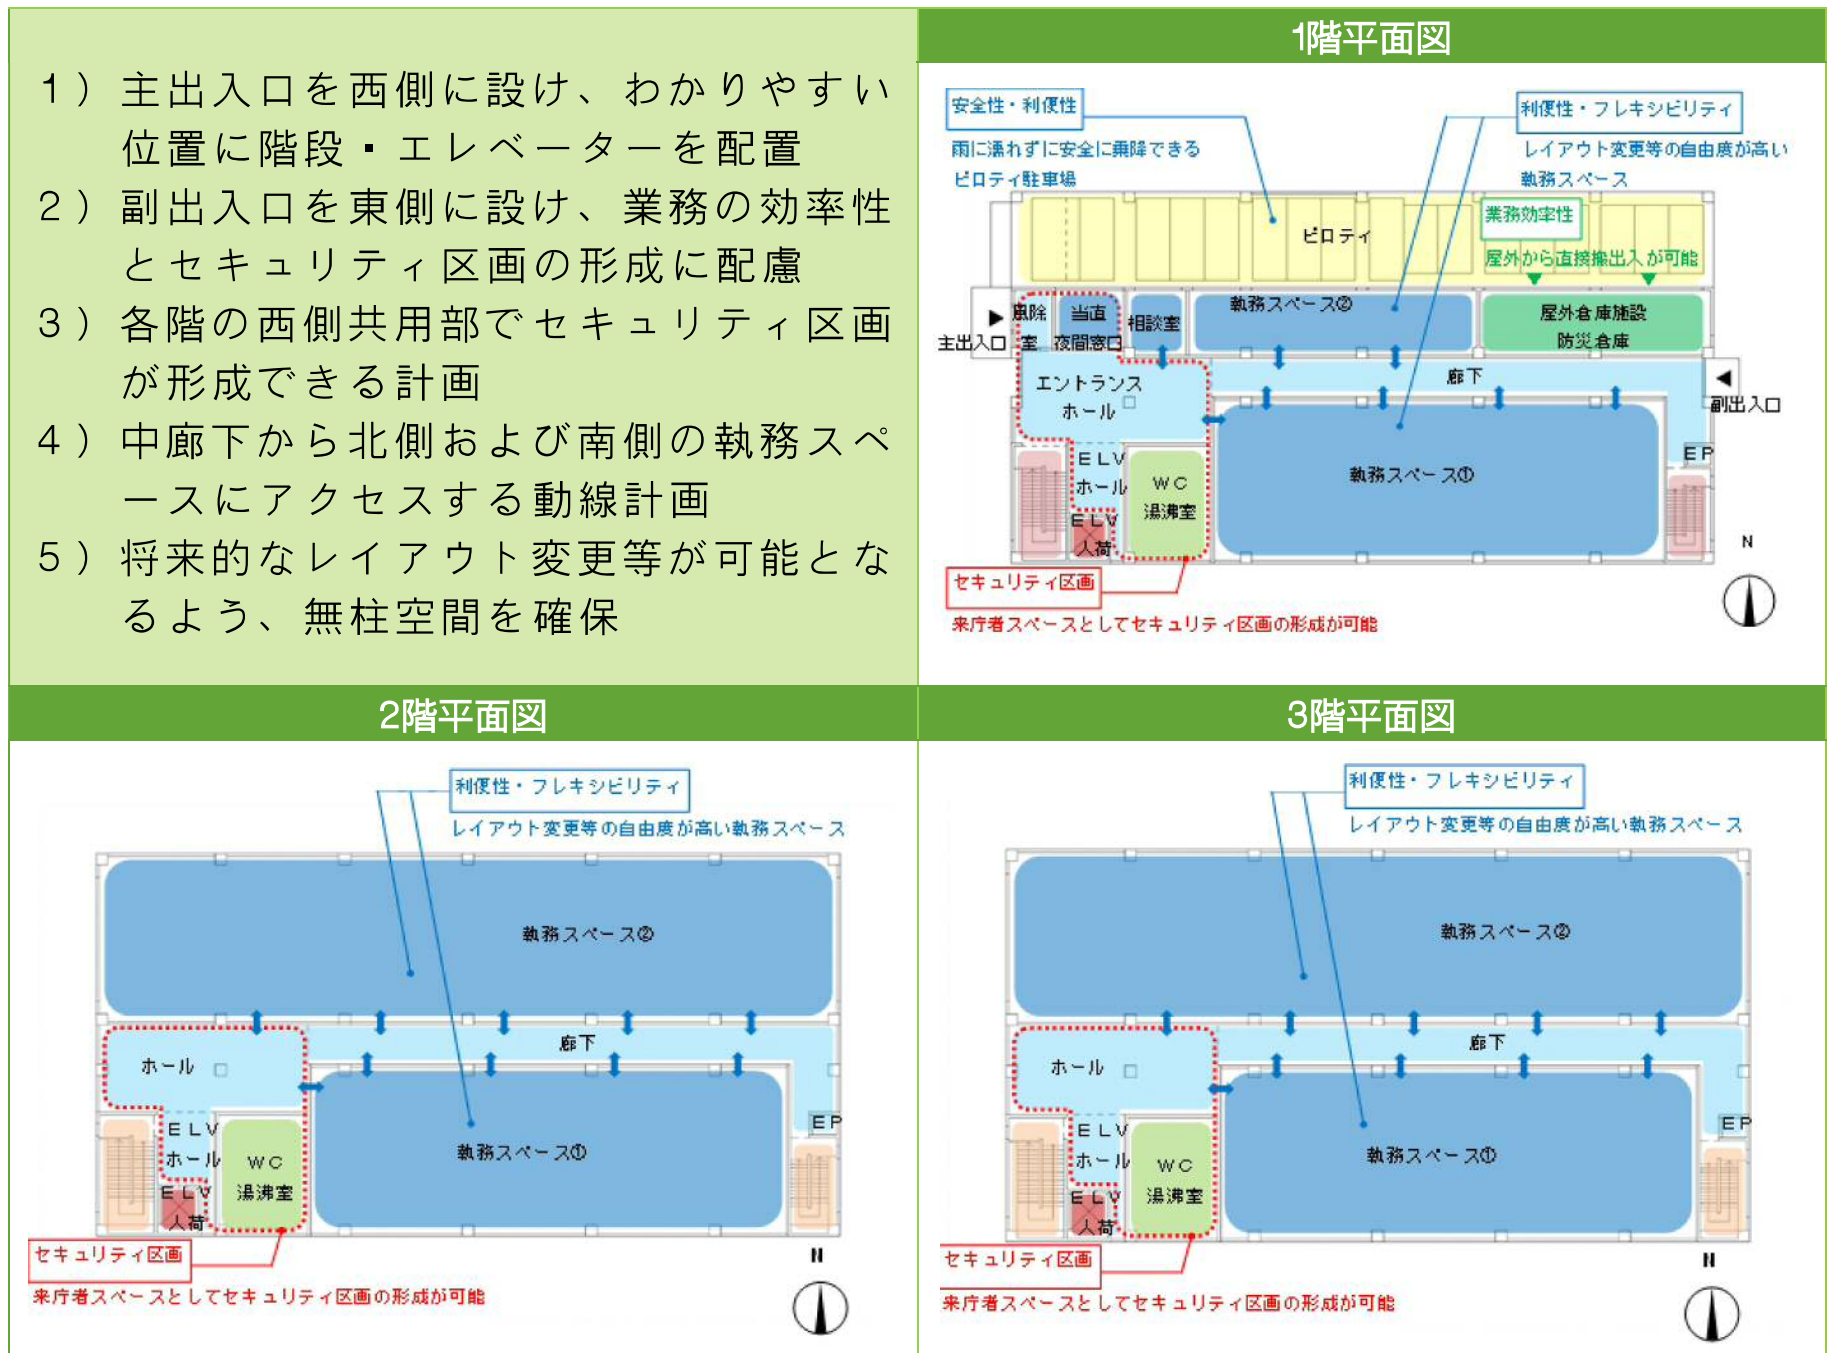 1）主出入口を西側に設け、わかりやすい
位置に階段・エレベーターを配置
2）副出入口を東側に設け、業務の効率性
とセキュリティ区画の形成に配慮
3）各階の西側共用部でセキュリティ区画
が形成できる計画
4）中廊下から北側および南側の執務スペ
ースにアクセスする動線計画
5）将来的なレイアウト変更等が可能とな
るよう、無柱空間を確保
1階平面図
安全性・利便性
雨に濡れずに安全に乗降できる
ピロティ駐車場
利便性・フレキシビリティ
レイアウト変更等の自由度が高い
執務スペース
ピロティ
業務効率性
屋外から直接搬出入が可能
主出入口
風除
室
当直
夜間窓口
相談室
執務スペース②
屋外倉庫施設
防災倉庫
エントランス
ホール
廊下
副出入口
ELV
ホール
ELV
人荷
WC
湯沸室
執務スペース①
EP
N
セキュリティ区画
来庁者スペースとしてセキュリティ区画の形成が可能
2階平面図
利便性・フレキシビリティ
レイアウト変更等の自由度が高い執務スペース
執務スペース②
ホール
廊下
ELV
ホール
ELV
人荷
WC
湯沸室
執務スペース①
EP
セキュリティ区画
来庁者スペースとしてセキュリティ区画の形成が可能
N
3階平面図
利便性・フレキシビリティ
レイアウト変更等の自由度が高い執務スペース
執務スペース②
ホール
廊下
ELV
ホール
ELV
人荷
WC
湯沸室
執務スペース①
EP
セキュリティ区画
来庁者スペースとしてセキュリティ区画の形成が可能
N